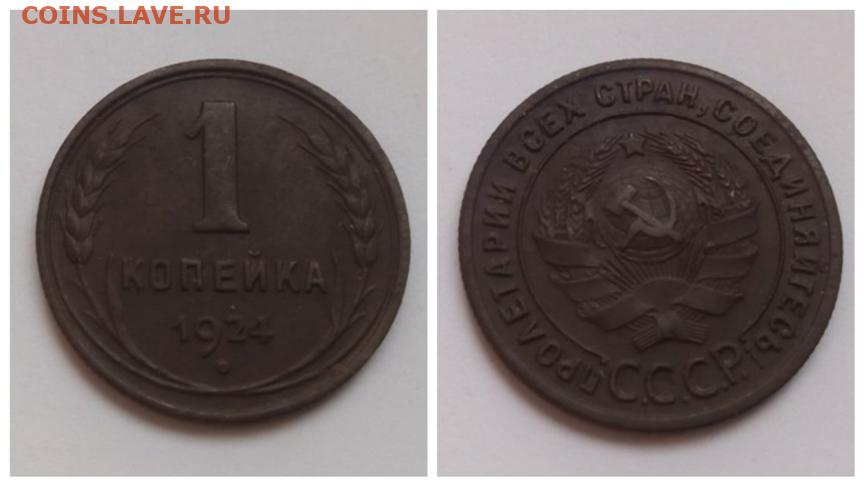 COINS.LAVE.RU
1
КОПЕЙКА
1924
ПРОЛЕТАРИИ ВСЕХ СТРАН, СОЕДИНЯЙТЕСЬ!
С.С.С.Р.